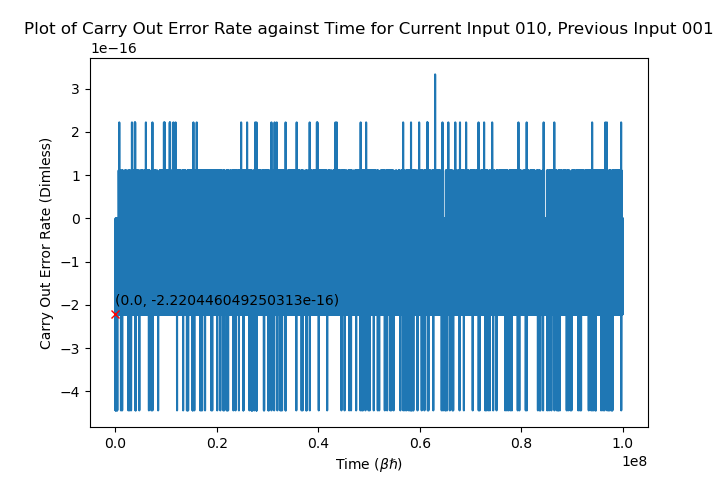 Plot of Carry Out Error Rate against Time for Current Input 010, Previous Input 001
1e−16
3
2
1
0
−1
−2
−3
−4
Carry Out Error Rate (Dimless)
(0.0, -2.220446049250313e-16)
0.0 0.2 0.4 0.6 0.8 1.0
1e8
Time (βħ)